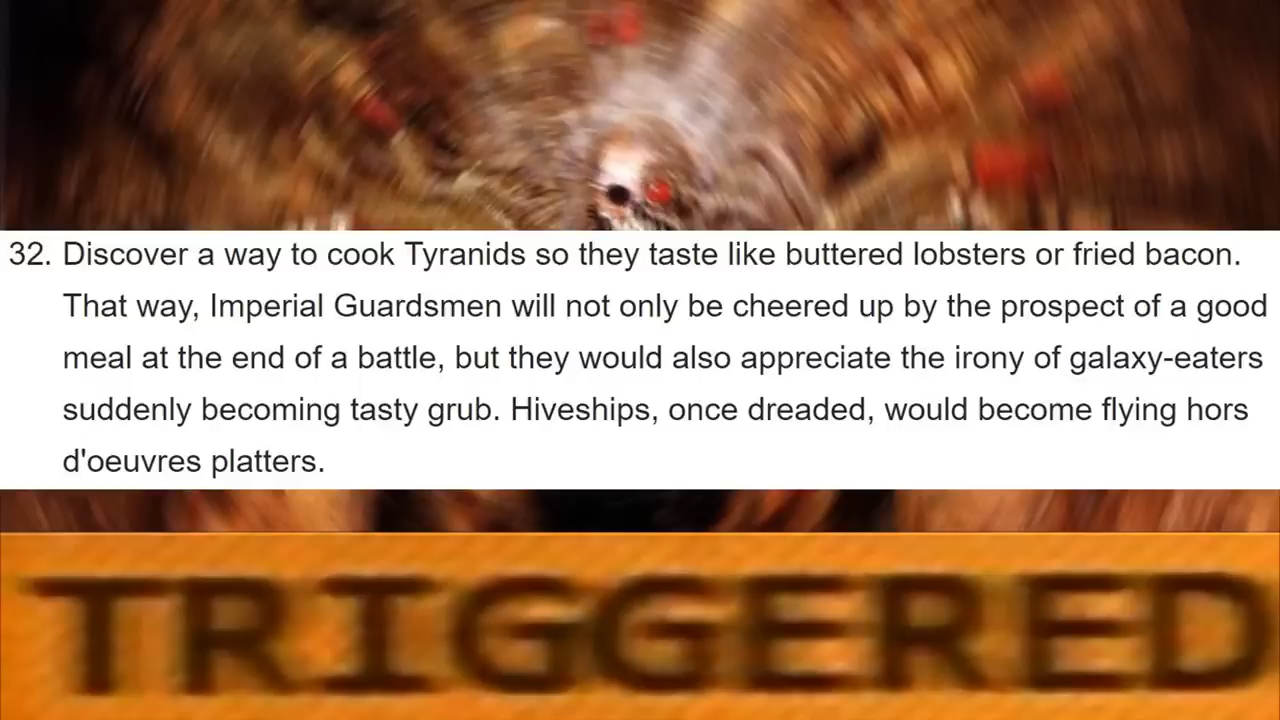 32. Discover a way to cook Tyranids so they taste like buttered lobsters or fried bacon.
That way, Imperial Guardsmen will not only be cheered up by the prospect of a good
meal at the end of a battle, but they would also appreciate the irony of galaxy-eaters
suddenly becoming tasty grub. Hiveships, once dreaded, would become flying hors
d'oeuvres platters.
TRIGGERED